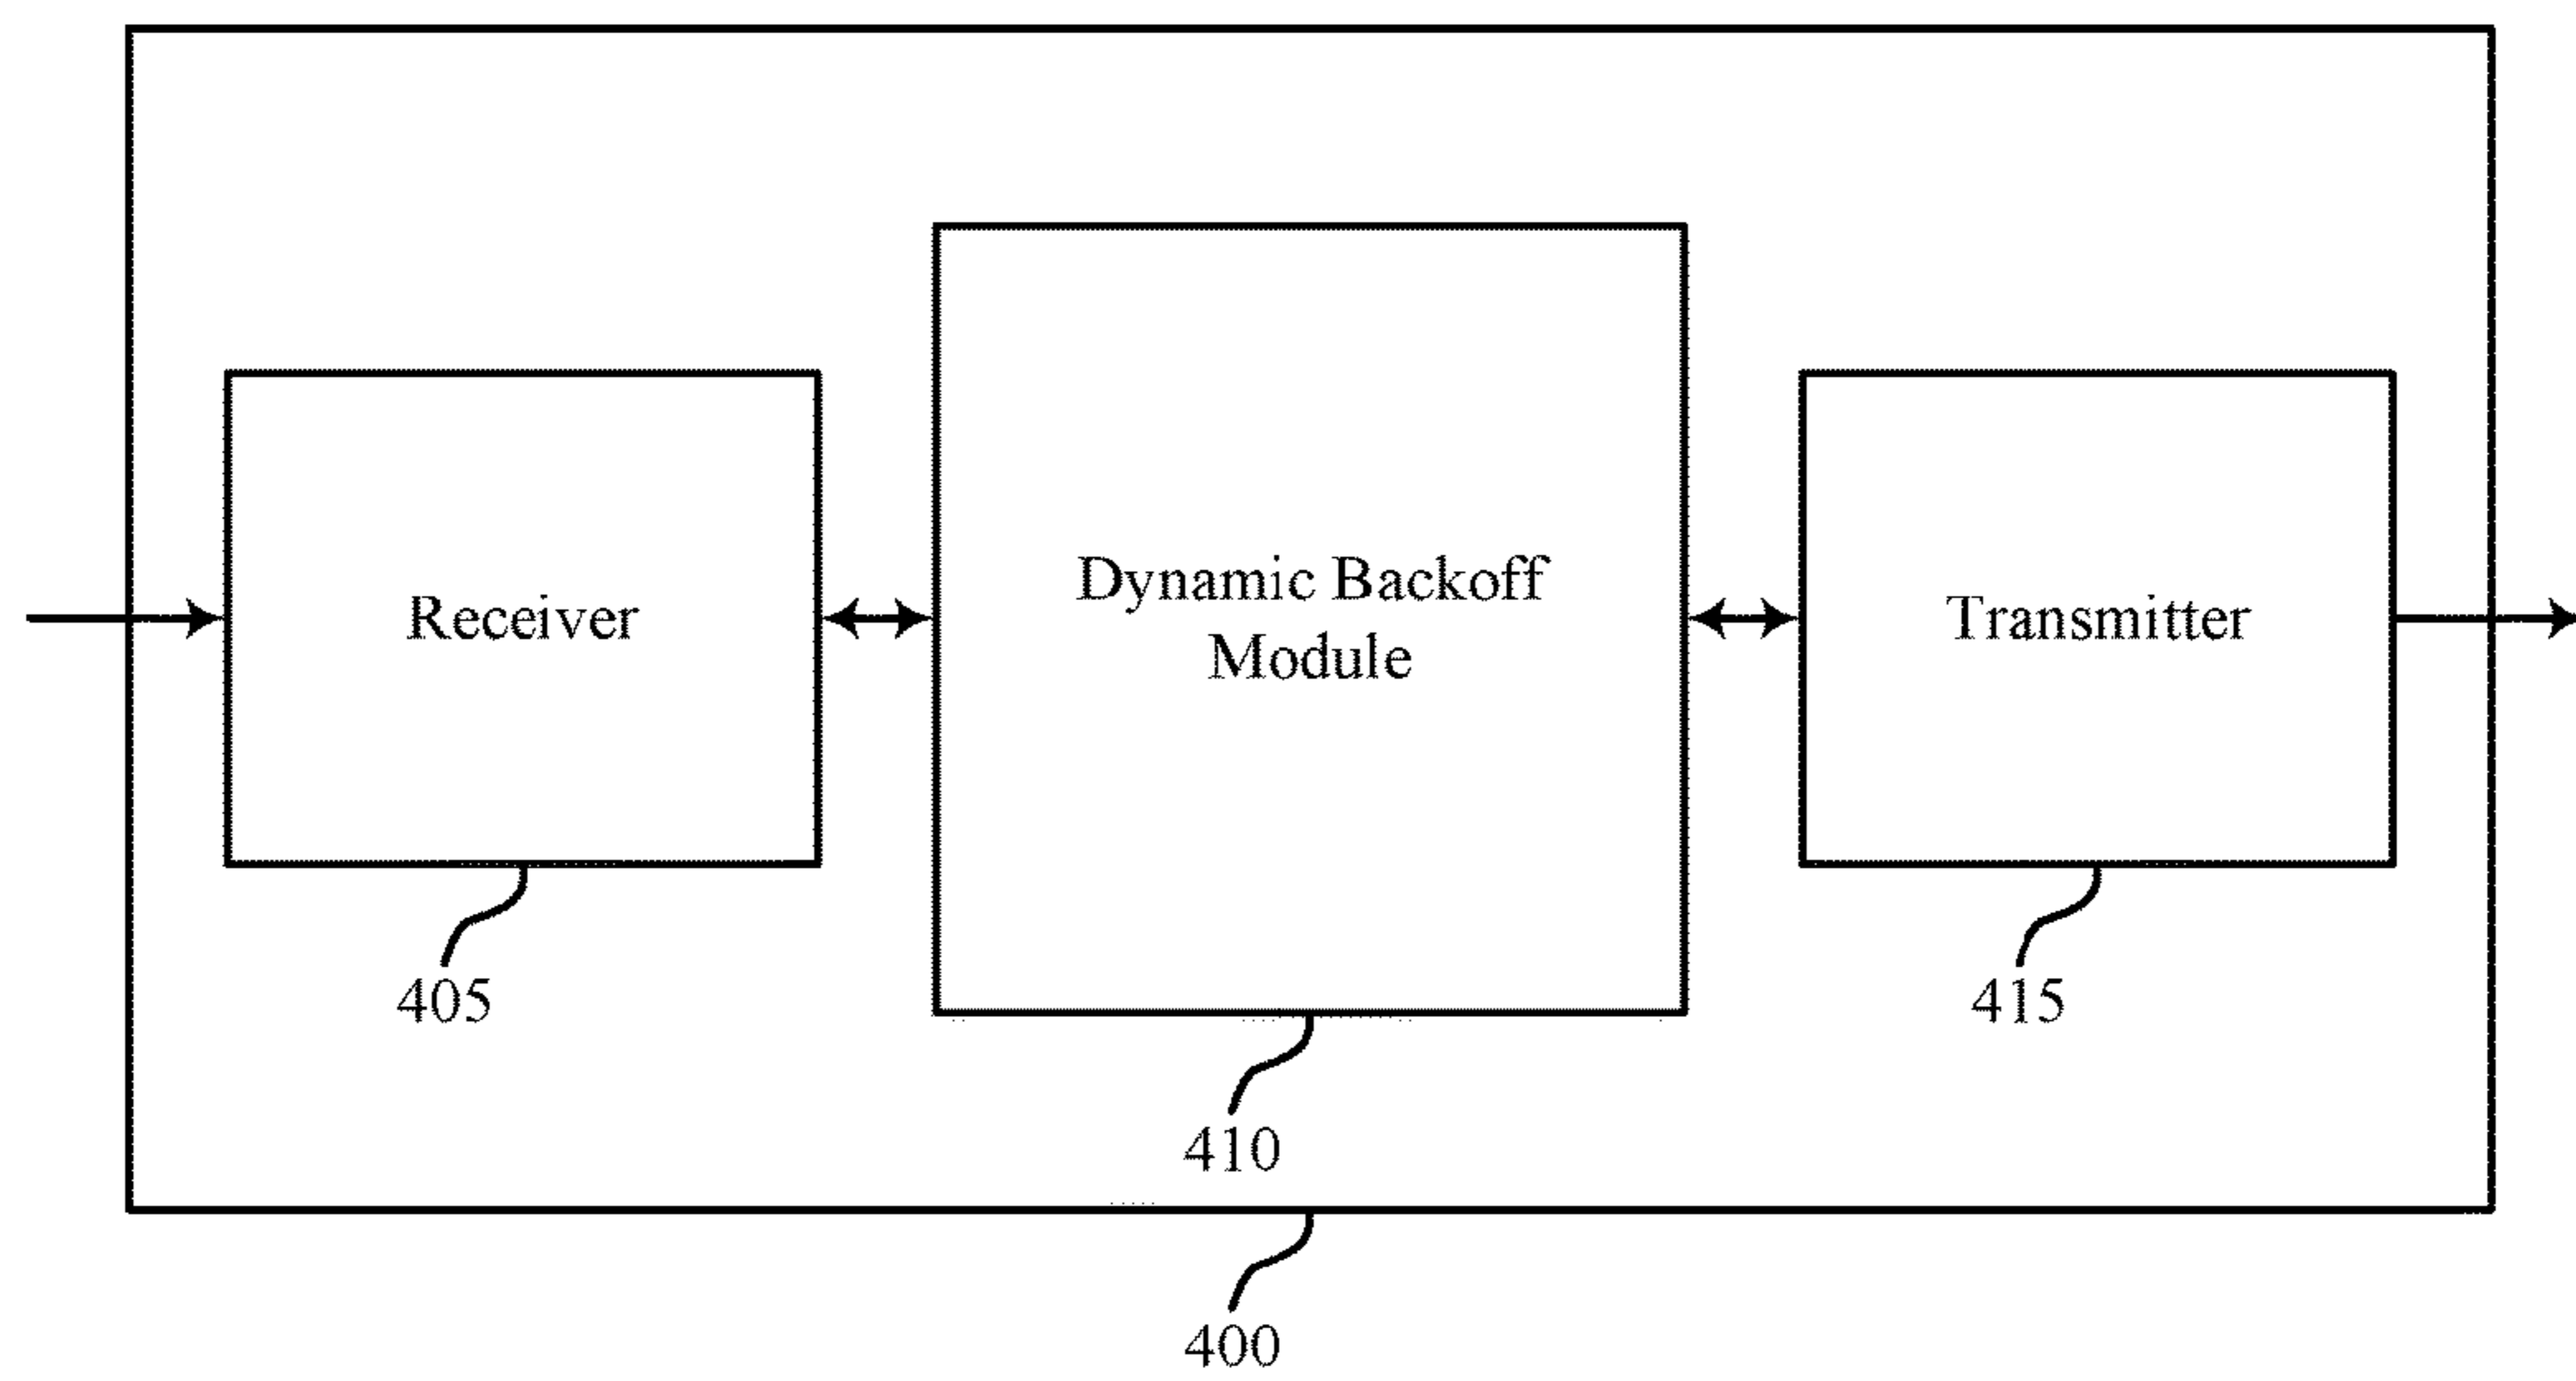 Receiver
Dynamic Backoff
Module
Transmitter
405
415
410
400